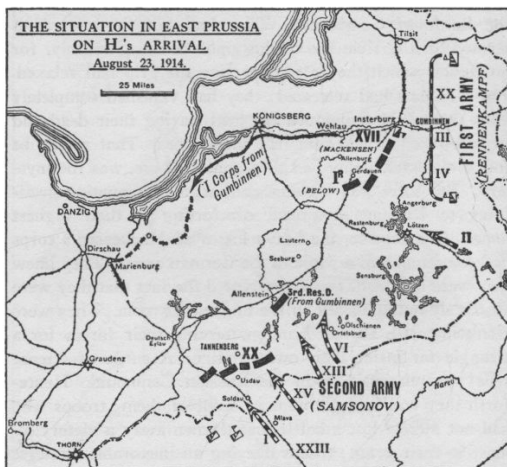 THE SITUATION IN EAST PRUSSIA
ON HL's ARRIVAL.
August 23, 1914.
25 Miles
Tilsit
XX
FIRST ARMY
(RENNENKAMPF)
KÖNIGSBERG
Wehlau
Insterburg
GUMBINNEN
XVII
(MACKENSEN)
III
Allenburg
('I Corps from
Gumbinnen)
IR
Gerdauen
(BELOW)
IV
DANZIG
Angerburg
Dirschau
Rastenburg
Lötzen
II
Lautern
Seeburg
Marienburg
Sensburg
Allenstein
3rd.Res.D.
(From Gumbinnen)
Deutsch
Ortelsburg
TANNENBERG
XX
VI
Graudenz
XIII
Usdau
SECOND ARMY
(SAMSONOV)
XV
Soldau
Mlava
Bromberg
THORN
XXIII